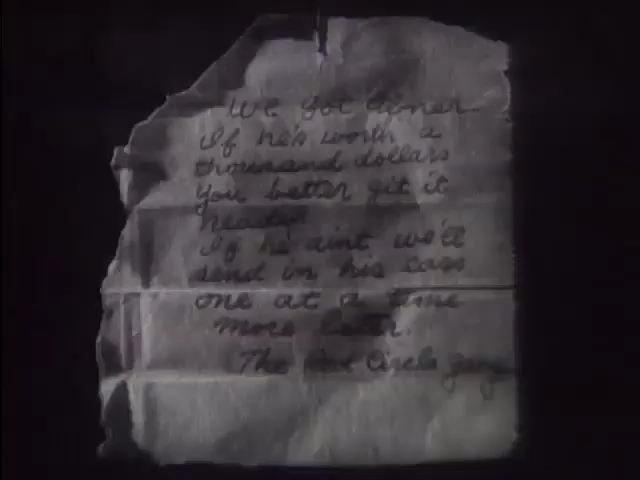 We got Abner
If he's worth a
thousand dollars
You better git it
ready
If he aint we'll
send in his ears
one at a time
More later.
The Circle gang